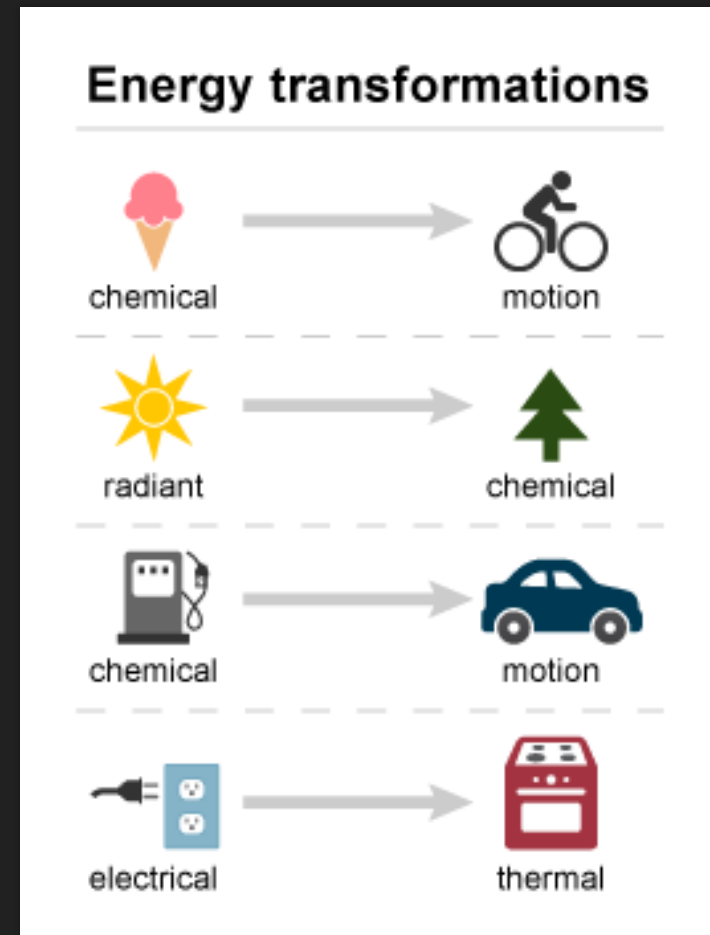 Energy transformations
chemical
motion
radiant
chemical
chemical
motion
electrical
thermal